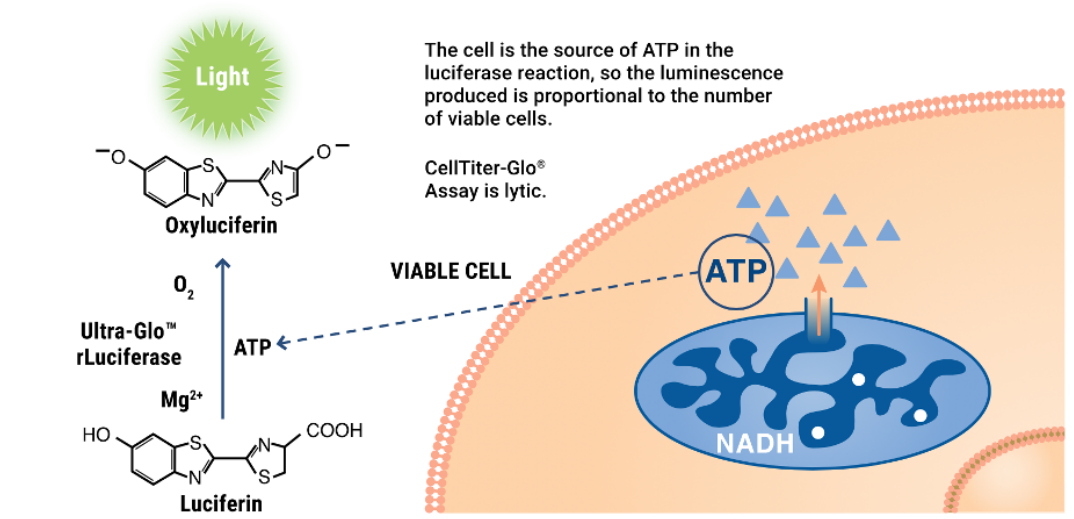 Light
The cell is the source of ATP in the
luciferase reaction, so the luminescence
produced is proportional to the number
of viable cells.
CellTiter-Glo®
Assay is lytic.
⁻O
S
N
N
S
O⁻
Oxyluciferin
O₂
Ultra-Glo™
rLuciferase
Mg²⁺
ATP
VIABLE CELL
ATP
NADH
HO
S
N
N
S
COOH
Luciferin